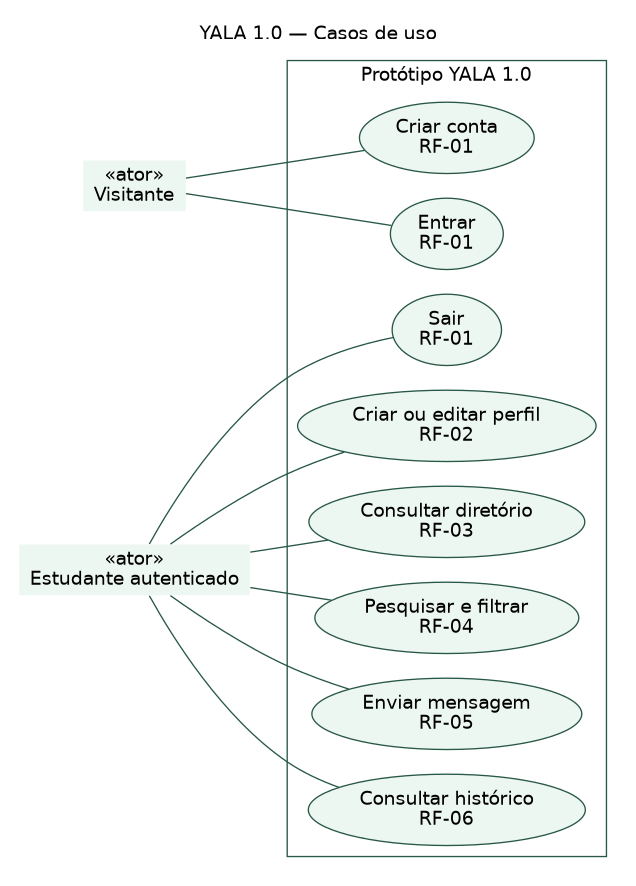 YALA 1.0 — Casos de uso
Protótipo YALA 1.0
Criar conta
RF-01
«ator»
Visitante
Entrar
RF-01
Sair
RF-01
Criar ou editar perfil
RF-02
Consultar diretório
RF-03
«ator»
Estudante autenticado
Pesquisar e filtrar
RF-04
Enviar mensagem
RF-05
Consultar histórico
RF-06